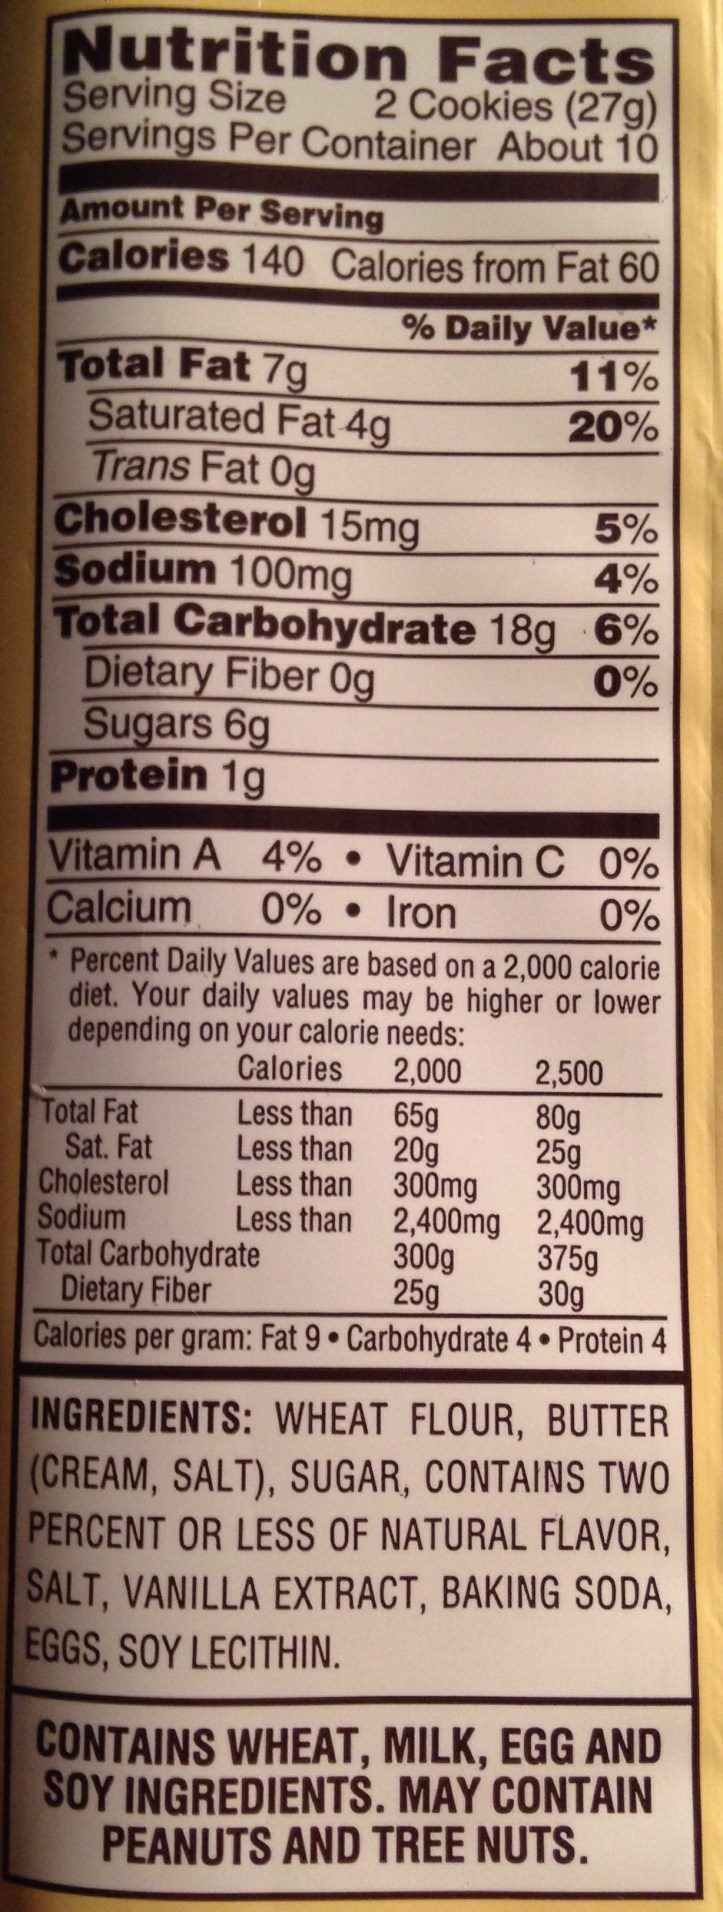 Nutrition Facts
Serving Size 2 Cookies (27g)
Servings Per Container About 10
Amount Per Serving
Calories 140 Calories from Fat 60
% Daily Value*
Total Fat 7g 11%
Saturated Fat 4g 20%
Trans Fat 0g
Cholesterol 15mg 5%
Sodium 100mg 4%
Total Carbohydrate 18g 6%
Dietary Fiber 0g 0%
Sugars 6g
Protein 1g
Vitamin A 4% • Vitamin C 0%
Calcium 0% • Iron 0%
* Percent Daily Values are based on a 2,000 calorie
diet. Your daily values may be higher or lower
depending on your calorie needs:
Calories 2,000 2,500
Total Fat Less than 65g 80g
Sat. Fat Less than 20g 25g
Cholesterol Less than 300mg 300mg
Sodium Less than 2,400mg 2,400mg
Total Carbohydrate 300g 375g
Dietary Fiber 25g 30g
Calories per gram: Fat 9 • Carbohydrate 4 • Protein 4
INGREDIENTS: WHEAT FLOUR, BUTTER
(CREAM, SALT), SUGAR, CONTAINS TWO
PERCENT OR LESS OF NATURAL FLAVOR,
SALT, VANILLA EXTRACT, BAKING SODA,
EGGS, SOY LECITHIN.
CONTAINS WHEAT, MILK, EGG AND
SOY INGREDIENTS. MAY CONTAIN
PEANUTS AND TREE NUTS.